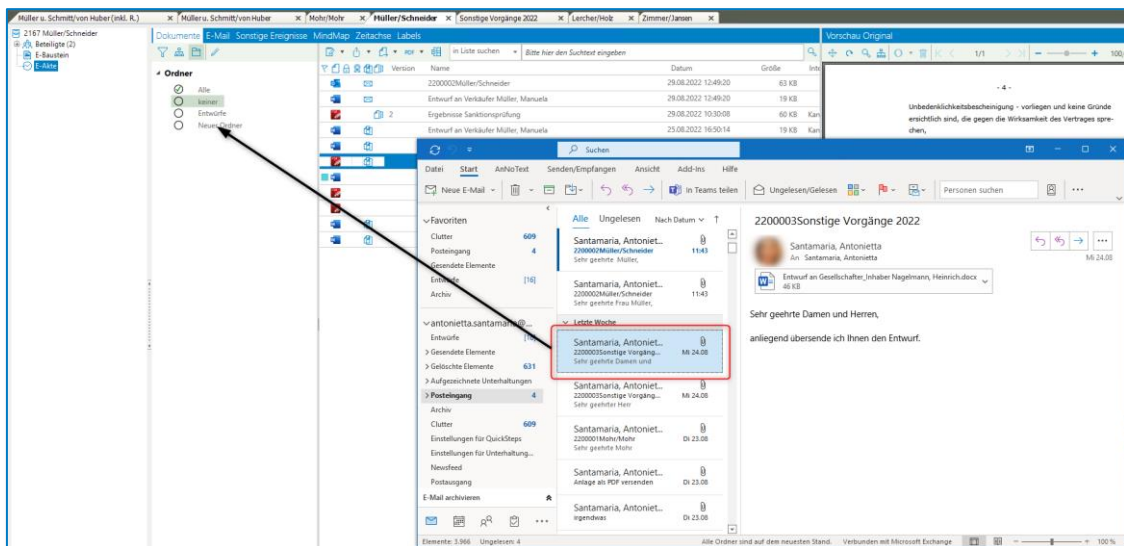 Müller u. Schmitt/von Huber (inkl. R.) × Müller u. Schmitt/von Huber × Mohr/Mohr × Müller/Schneider × Sonstige Vorgänge 2022 × Lercher/Holz × Zimmer/Jansen ×
2167 Müller/Schneider
Beteiligte (2)
E-Baustein
E-Akte
Dokumente E-Mail Sonstige Ereignisse MindMap Zeitachse Labels
Ordner
Alle
keiner
Entwürfe
Neuer Ordner
PDF in Liste suchen Bitte hier den Suchtext eingeben
Version Name Datum Größe
2200002Müller/Schneider 29.08.2022 12:49:20 63 KB
Entwurf an Verkäufer Müller, Manuela 29.08.2022 12:49:20 19 KB
2 Ergebnisse Sanktionsprüfung 29.08.2022 10:30:08 60 KB Kan
Entwurf an Verkäufer Müller, Manuela 25.08.2022 16:50:14 19 KB Kan
Vorschau Original
1/1 100,
- 4 -
Unbedenklichkeitsbescheinigung - vorliegen und keine Gründe
ersichtlich sind, die gegen die Wirksamkeit des Vertrages spre-
chen,
Suchen
Datei Start AnNoText Senden/Empfangen Ansicht Add-Ins Hilfe
Neue E-Mail In Teams teilen Ungelesen/Gelesen Personen suchen
Favoriten
Clutter 609
Posteingang 4
Gesendete Elemente
Entwürfe [16]
Archiv
antonietta.santamaria@...
Entwürfe
Gesendete Elemente
Gelöschte Elemente 631
Aufgezeichnete Unterhaltungen
Posteingang 4
Archiv
Clutter 609
Einstellungen für QuickSteps
Einstellungen für Unterhaltung...
Newsfeed
Postausgang
E-Mail archivieren
Alle Ungelesen Nach Datum
Santamaria, Antoniet...
2200002Müller/Schneider 11:43
Sehr geehrte Müller,
Santamaria, Antoniet...
2200002Müller/Schneider 11:43
Sehr geehrte Frau Müller,
Letzte Woche
Santamaria, Antoniet...
2200003Sonstige Vorgäng... Mi 24.08
Sehr geehrte Damen und
Santamaria, Antoniet...
2200003Sonstige Vorgäng... Mi 24.08
Sehr geehrter Herr
Santamaria, Antoniet...
2200001Mohr/Mohr Di 23.08
Sehr geehrte Mohr
Santamaria, Antoniet...
Anlage als PDF versenden Di 23.08
Santamaria, Antoniet...
irgendwas Di 23.08
2200003Sonstige Vorgänge 2022
Santamaria, Antonietta
An Santamaria, Antonietta
Mi 24.08
Entwurf an Gesellschafter_Inhaber Nagelmann, Heinrich.docx
46 KB
Sehr geehrte Damen und Herren,
anliegend übersende ich Ihnen den Entwurf.
Elemente: 3.966 Ungelesen: 4 Alle Ordner sind auf dem neuesten Stand. Verbunden mit Microsoft Exchange 100 %